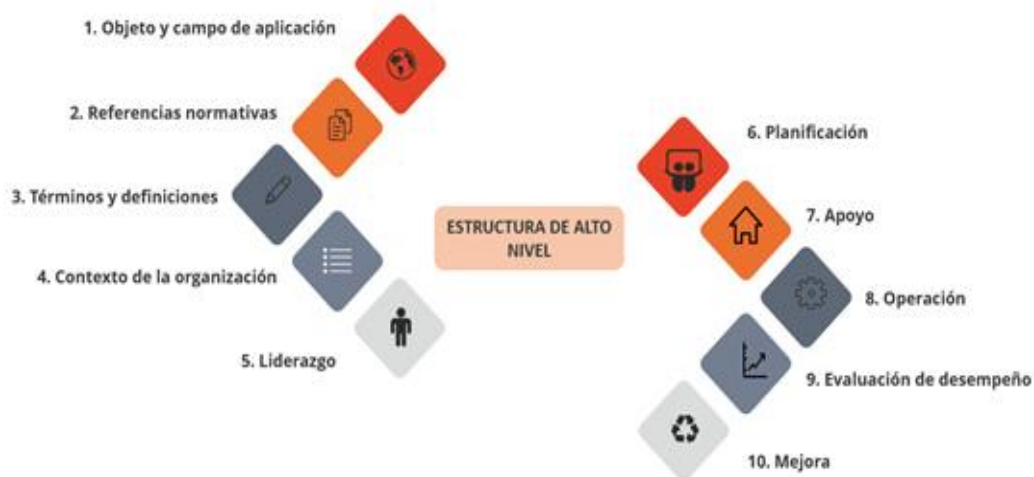 1. Objeto y campo de aplicación
2. Referencias normativas
3. Términos y definiciones
4. Contexto de la organización
5. Liderazgo
ESTRUCTURA DE ALTO
NIVEL
6. Planificación
7. Apoyo
8. Operación
9. Evaluación de desempeño
10. Mejora